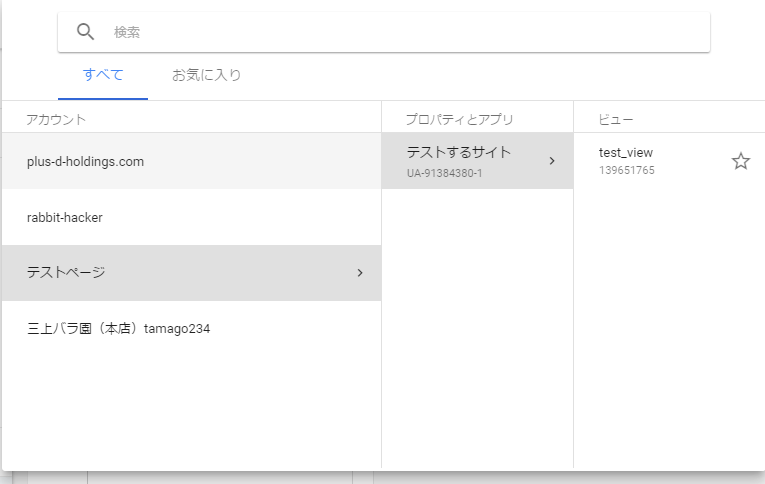 検索
すべて
お気に入り
アカウント
プロパティとアプリ
ビュー
plus-d-holdings.com
テストするサイト
UA-91384380-1
test_view
139651765
rabbit-hacker
テストページ
三上バラ園（本店）tamago234